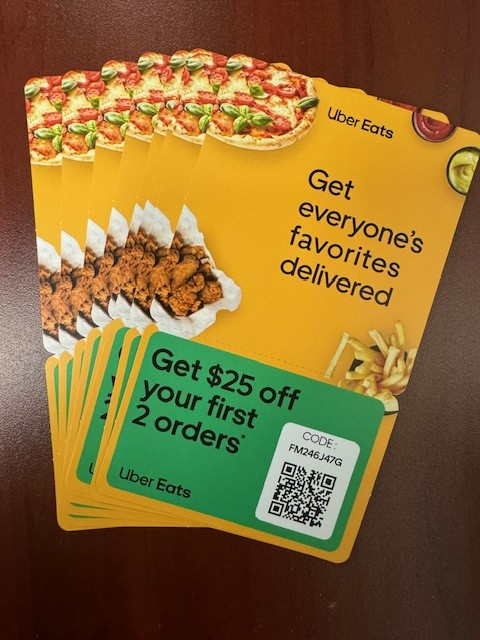 Uber Eats
Get
everyone's
favorites
delivered
Get $25 off
your first
2 orders*
CODE:
FM246J47G
Uber Eats